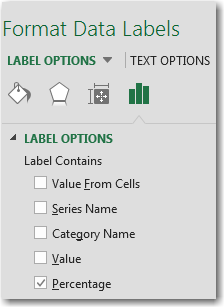 Format Data Labels
LABEL OPTIONS TEXT OPTIONS
LABEL OPTIONS
Label Contains
Value From Cells
Series Name
Category Name
Value
Percentage